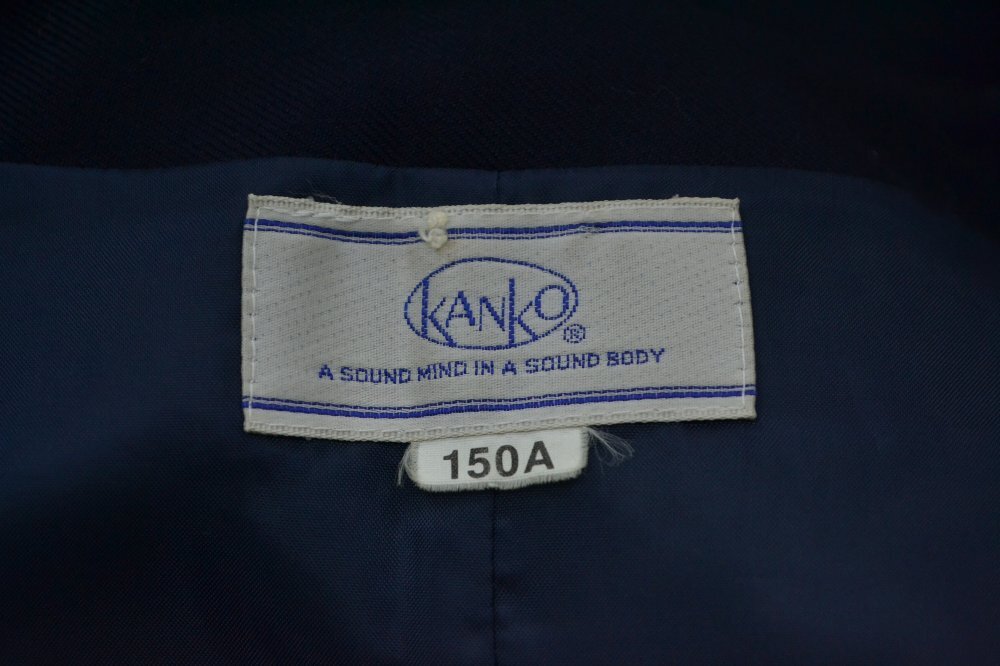 KANKO®
A SOUND MIND IN A SOUND BODY
150A